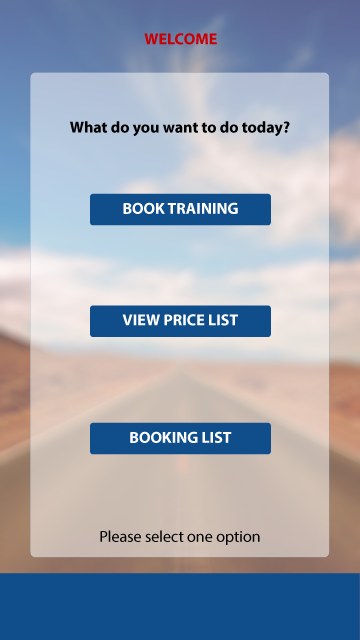 WELCOME
What do you want to do today?
BOOK TRAINING
VIEW PRICE LIST
BOOKING LIST
Please select one option